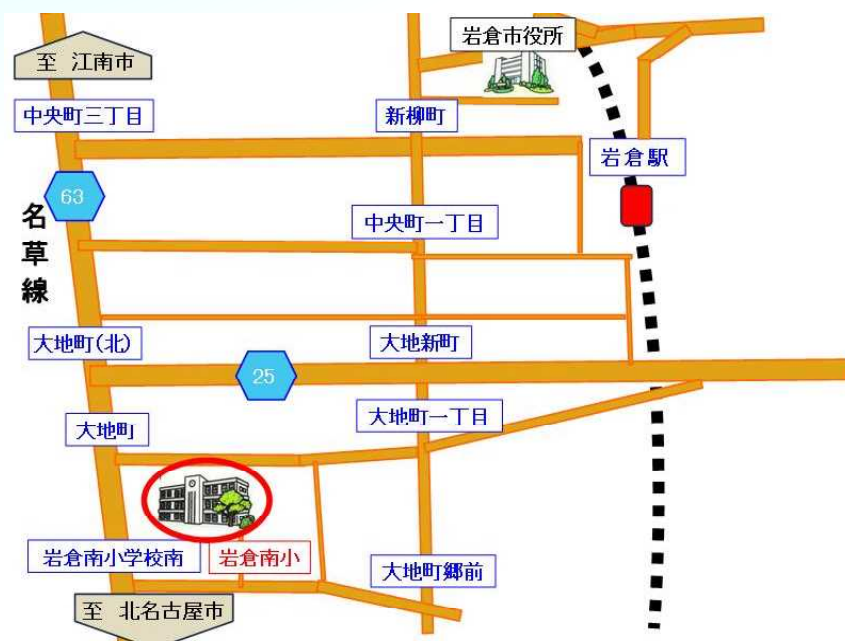 岩倉市役所
至 江南市
中央町三丁目
新柳町
岩倉駅
63
名草線
中央町一丁目
大地町(北)
大地新町
25
大地町一丁目
大地町
岩倉南小学校南
岩倉南小
大地町郷前
至 北名古屋市